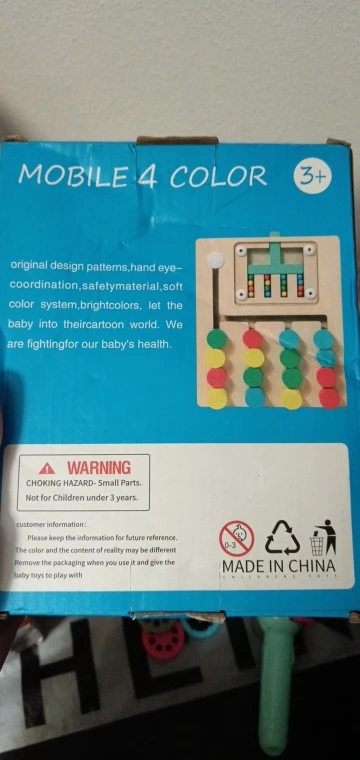 MOBILE 4 COLOR
3+
original design patterns,hand eye-
coordination,safetymaterial,soft
color system,brightcolors, let the
baby into theircartoon world. We
are fightingfor our baby's health.
WARNING
CHOKING HAZARD- Small Parts.
Not for Children under 3 years.
customer information:
Please keep the information for future reference.
The color and the content of reality may be different
Remove the packaging when you use it and give the
baby toys to play with
0-3
MADE IN CHINA
CHILDRENS TOYS
HEN